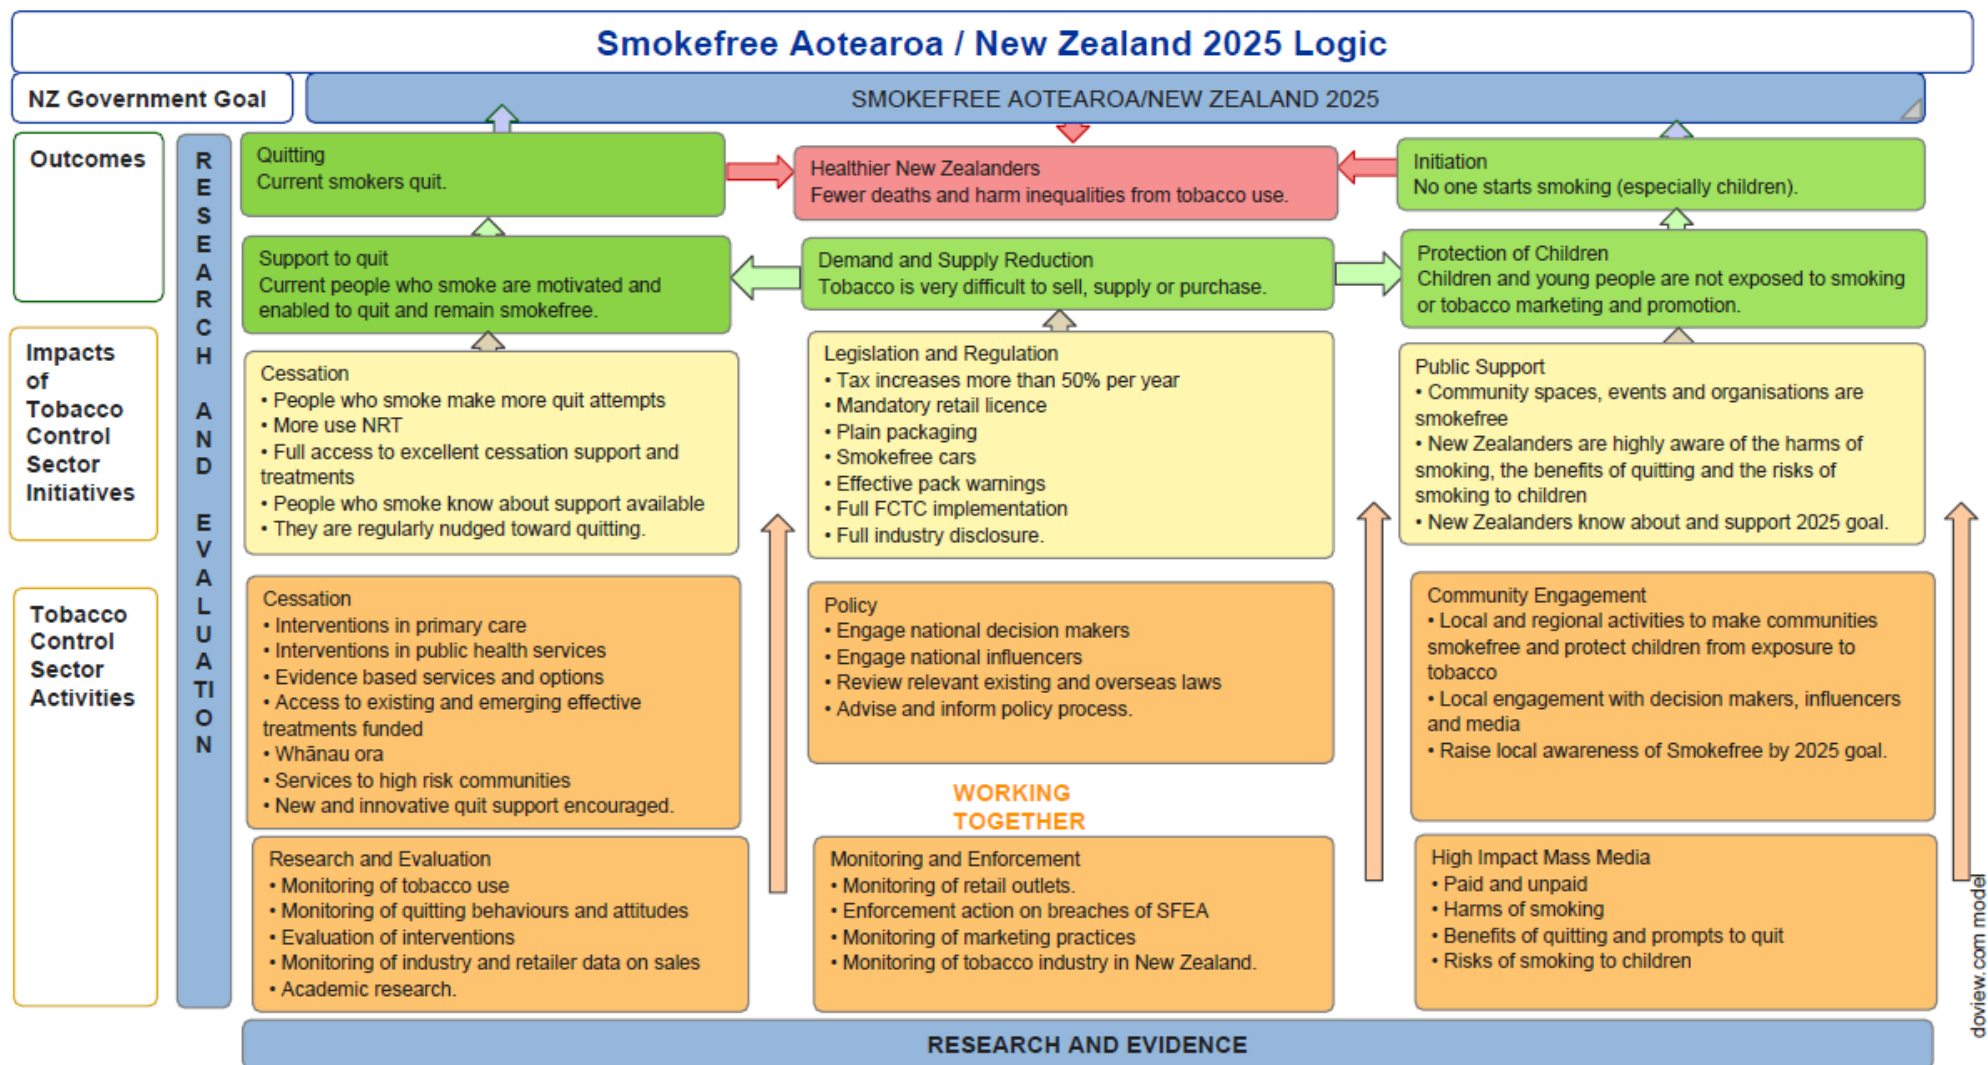 Smokefree Aotearoa / New Zealand 2025 Logic
NZ Government Goal
SMOKEFREE AOTEAROA/NEW ZEALAND 2025
Outcomes
RESEARCH AND EVALUATION
Quitting
Current smokers quit.
Healthier New Zealanders
Fewer deaths and harm inequalities from tobacco use.
Initiation
No one starts smoking (especially children).
Support to quit
Current people who smoke are motivated and
enabled to quit and remain smokefree.
Demand and Supply Reduction
Tobacco is very difficult to sell, supply or purchase.
Protection of Children
Children and young people are not exposed to smoking
or tobacco marketing and promotion.
Impacts
of
Tobacco
Control
Sector
Initiatives
Cessation
• People who smoke make more quit attempts
• More use NRT
• Full access to excellent cessation support and
treatments
• People who smoke know about support available
• They are regularly nudged toward quitting.
Legislation and Regulation
• Tax increases more than 50% per year
• Mandatory retail licence
• Plain packaging
• Smokefree cars
• Effective pack warnings
• Full FCTC implementation
• Full industry disclosure.
Public Support
• Community spaces, events and organisations are
smokefree
• New Zealanders are highly aware of the harms of
smoking, the benefits of quitting and the risks of
smoking to children
• New Zealanders know about and support 2025 goal.
Tobacco
Control
Sector
Activities
Cessation
• Interventions in primary care
• Interventions in public health services
• Evidence based services and options
• Access to existing and emerging effective
treatments funded
• Whānau ora
• Services to high risk communities
• New and innovative quit support encouraged.
Policy
• Engage national decision makers
• Engage national influencers
• Review relevant existing and overseas laws
• Advise and inform policy process.
Community Engagement
• Local and regional activities to make communities
smokefree and protect children from exposure to
tobacco
• Local engagement with decision makers, influencers
and media
• Raise local awareness of Smokefree by 2025 goal.
WORKING
TOGETHER
Research and Evaluation
• Monitoring of tobacco use
• Monitoring of quitting behaviours and attitudes
• Evaluation of interventions
• Monitoring of industry and retailer data on sales
• Academic research.
Monitoring and Enforcement
• Monitoring of retail outlets.
• Enforcement action on breaches of SFEA
• Monitoring of marketing practices
• Monitoring of tobacco industry in New Zealand.
High Impact Mass Media
• Paid and unpaid
• Harms of smoking
• Benefits of quitting and prompts to quit
• Risks of smoking to children
doview.com model
RESEARCH AND EVIDENCE